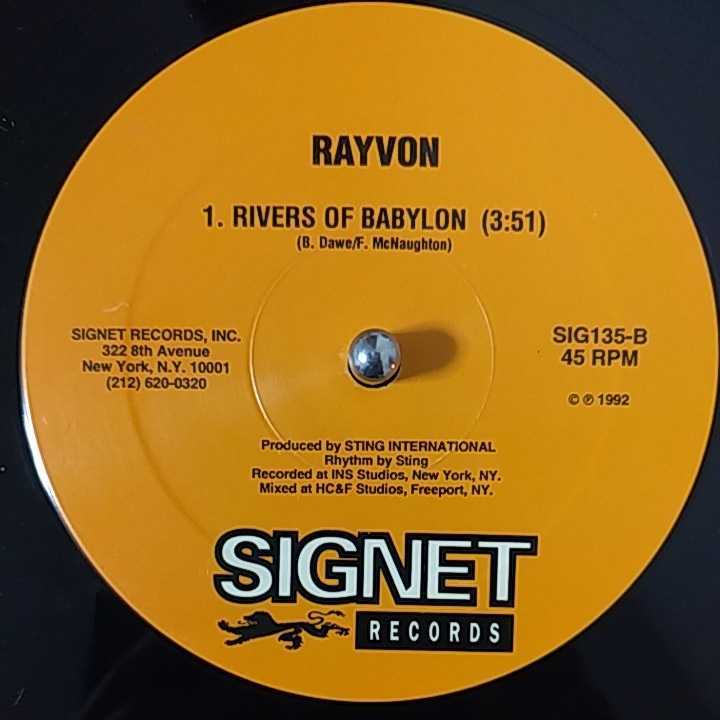 RAYVON
1. RIVERS OF BABYLON (3:51)
(B. Dawe/F. McNaughton)
SIGNET RECORDS, INC.
322 8th Avenue
New York, N.Y. 10001
(212) 620-0320
SIG135-B
45 RPM
© ℗ 1992
Produced by STING INTERNATIONAL
Rhythm by Sting
Recorded at INS Studios, New York, NY.
Mixed at HC&F Studios, Freeport, NY.
SIGNET
RECORDS